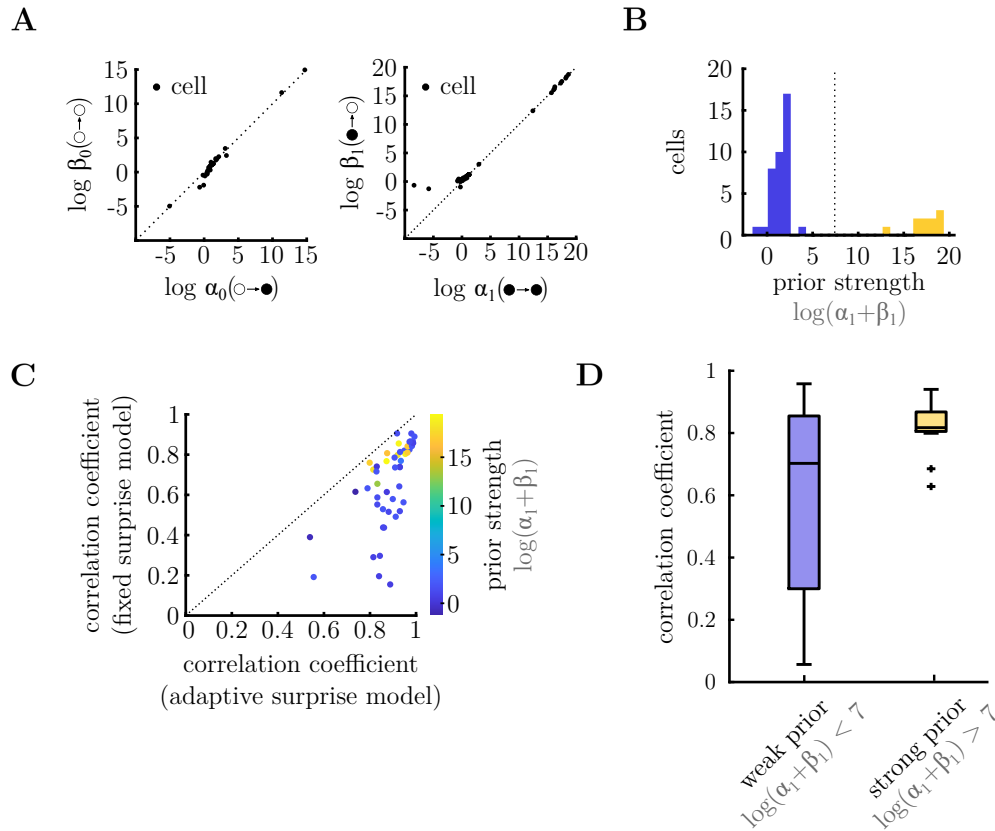 A
15
10
5
0
-5
-5 0 5 10 15
log β₀(○→○)
log α₀(○→●)
cell
20
15
10
5
0
-5
-5 0 5 10 15 20
log β₁(●→○)
log α₁(●→●)
cell
B
20
15
10
5
0
0 5 10 15 20
cells
prior strength
log(α₁+β₁)
C
1
0.8
0.6
0.4
0.2
0
0 0.2 0.4 0.6 0.8 1
correlation coefficient
(fixed surprise model)
correlation coefficient
(adaptive surprise model)
15
10
5
0
prior strength
log(α₁+β₁)
D
1
0.8
0.6
0.4
0.2
0
correlation coefficient
weak prior
log(α₁+β₁) < 7
strong prior
log(α₁+β₁) > 7